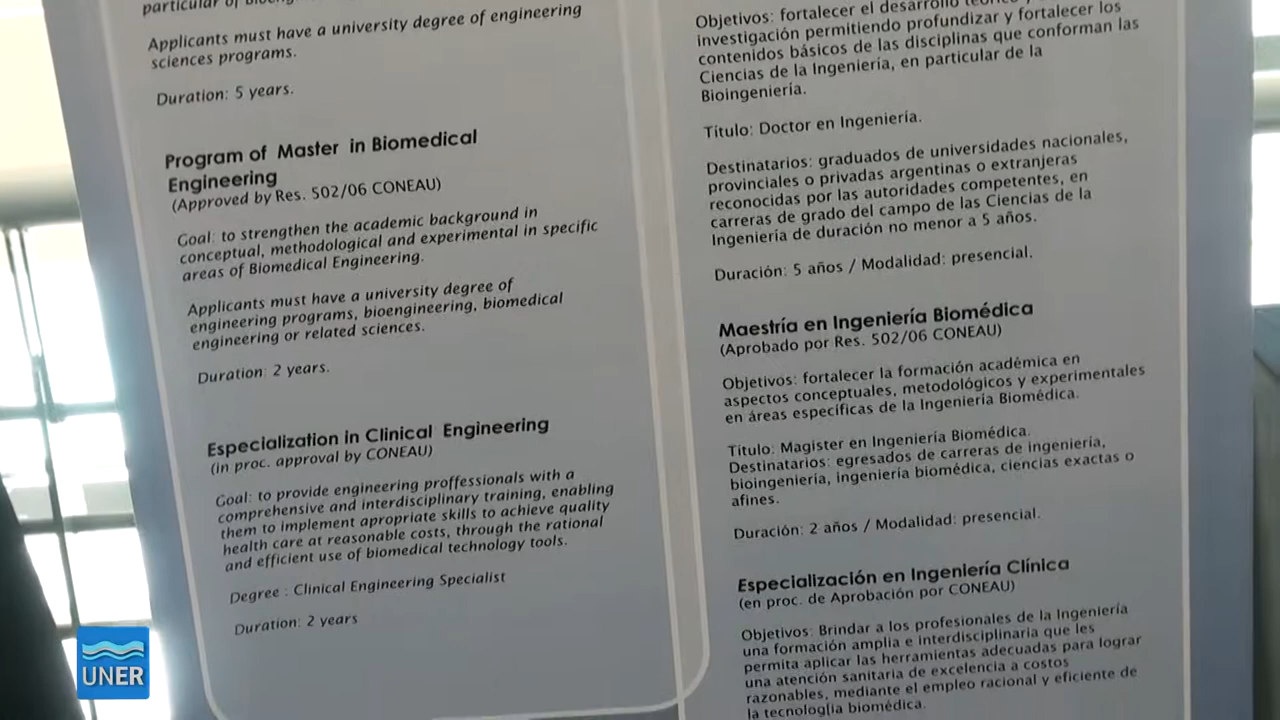 particular of
Applicants must have a university degree of engineering
sciences programs.
Duration: 5 years.
Program of Master in Biomedical
Engineering
(Approved by Res. 502/06 CONEAU)
Goal: to strengthen the academic background in
conceptual, methodological and experimental in specific
areas of Biomedical Engineering.
Applicants must have a university degree of
engineering programs, bioengineering, biomedical
engineering or related sciences.
Duration: 2 years.
Especialization in Clinical Engineering
(in proc. approval by CONEAU)
Goal: to provide engineering proffessionals with a
comprehensive and interdisciplinary training, enabling
them to implement apropriate skills to achieve quality
health care at reasonable costs, through the rational
and efficient use of biomedical technology tools.
Degree : Clinical Engineering Specialist
Duration: 2 years
Objetivos: fortalecer el desarrollo
investigación permitiendo profundizar y fortalecer los
contenidos básicos de las disciplinas que conforman las
Ciencias de la Ingeniería, en particular de la
Bioingeniería.
Título: Doctor en Ingeniería.
Destinatarios: graduados de universidades nacionales,
provinciales o privadas argentinas o extranjeras
reconocidas por las autoridades competentes, en
carreras de grado del campo de las Ciencias de la
Ingeniería de duración no menor a 5 años.
Duración: 5 años / Modalidad: presencial.
Maestría en Ingeniería Biomédica
(Aprobado por Res. 502/06 CONEAU)
Objetivos: fortalecer la formación académica en
aspectos conceptuales, metodológicos y experimentales
en áreas específicas de la Ingeniería Biomédica.
Título: Magister en Ingeniería Biomédica.
Destinatarios: egresados de carreras de ingeniería,
bioingeniería, ingeniería biomédica, ciencias exactas o
afines.
Duración: 2 años / Modalidad: presencial.
Especialización en Ingeniería Clínica
(en proc. de Aprobación por CONEAU)
Objetivos: Brindar a los profesionales de la Ingeniería
una formación amplia e interdisciplinaria que les
permita aplicar las herramientas adecuadas para lograr
una atención sanitaria de excelencia a costos
razonables, mediante el empleo racional y eficiente de
la tecnolog[ia biomédica.
UNER